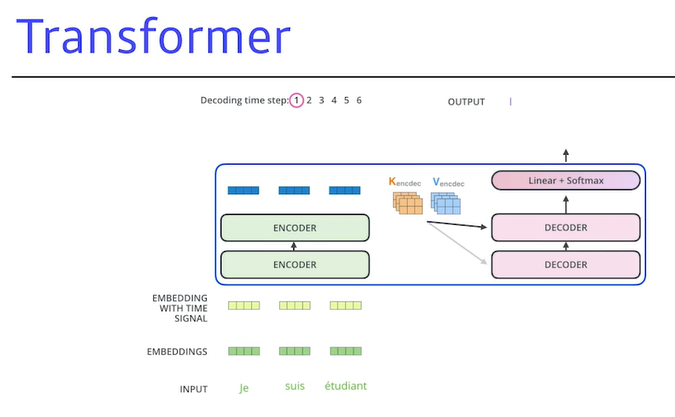 Transformer
Decoding time step: 1 2 3 4 5 6
OUTPUT I
Kencdec Vencdec
Linear + Softmax
ENCODER
DECODER
ENCODER
DECODER
EMBEDDING
WITH TIME
SIGNAL
EMBEDDINGS
INPUT Je suis étudiant